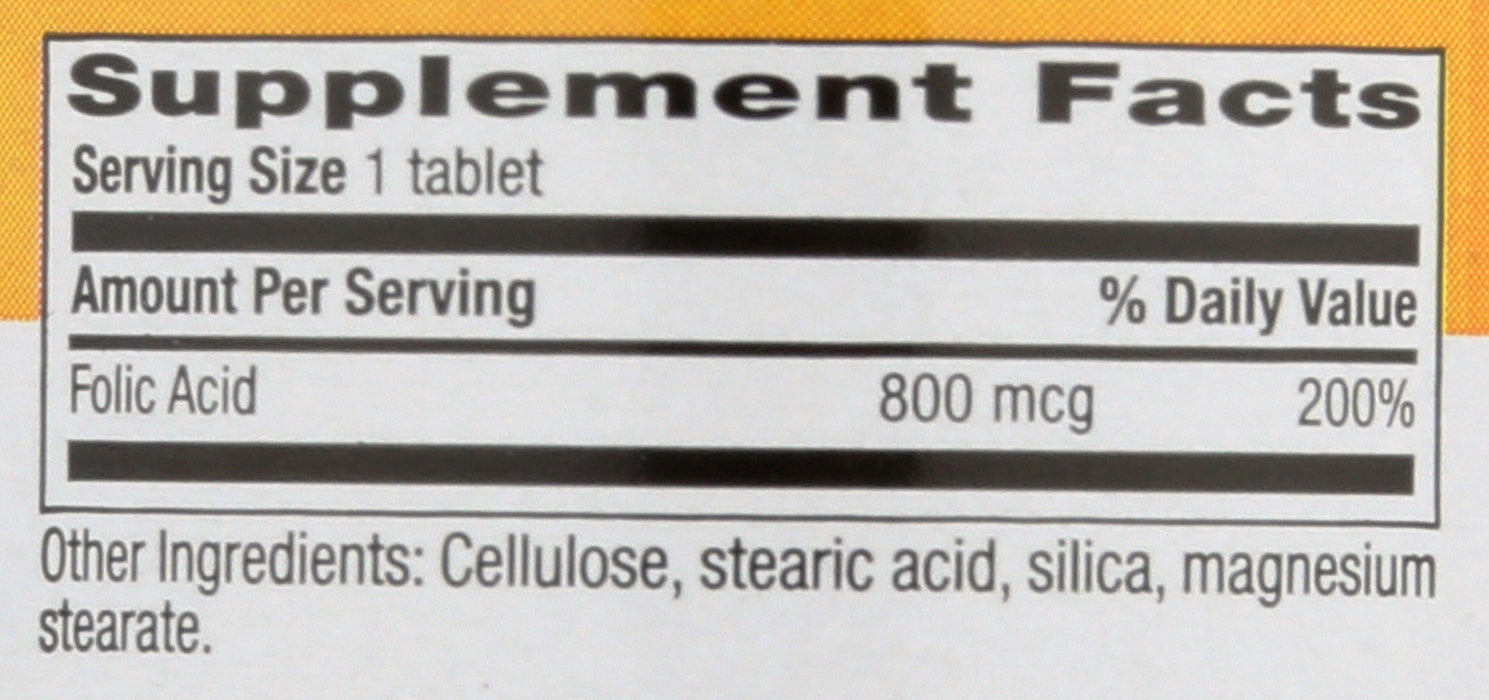 Supplement Facts
Serving Size 1 tablet
Amount Per Serving % Daily Value
Folic Acid 800 mcg 200%
Other Ingredients: Cellulose, stearic acid, silica, magnesium
stearate.